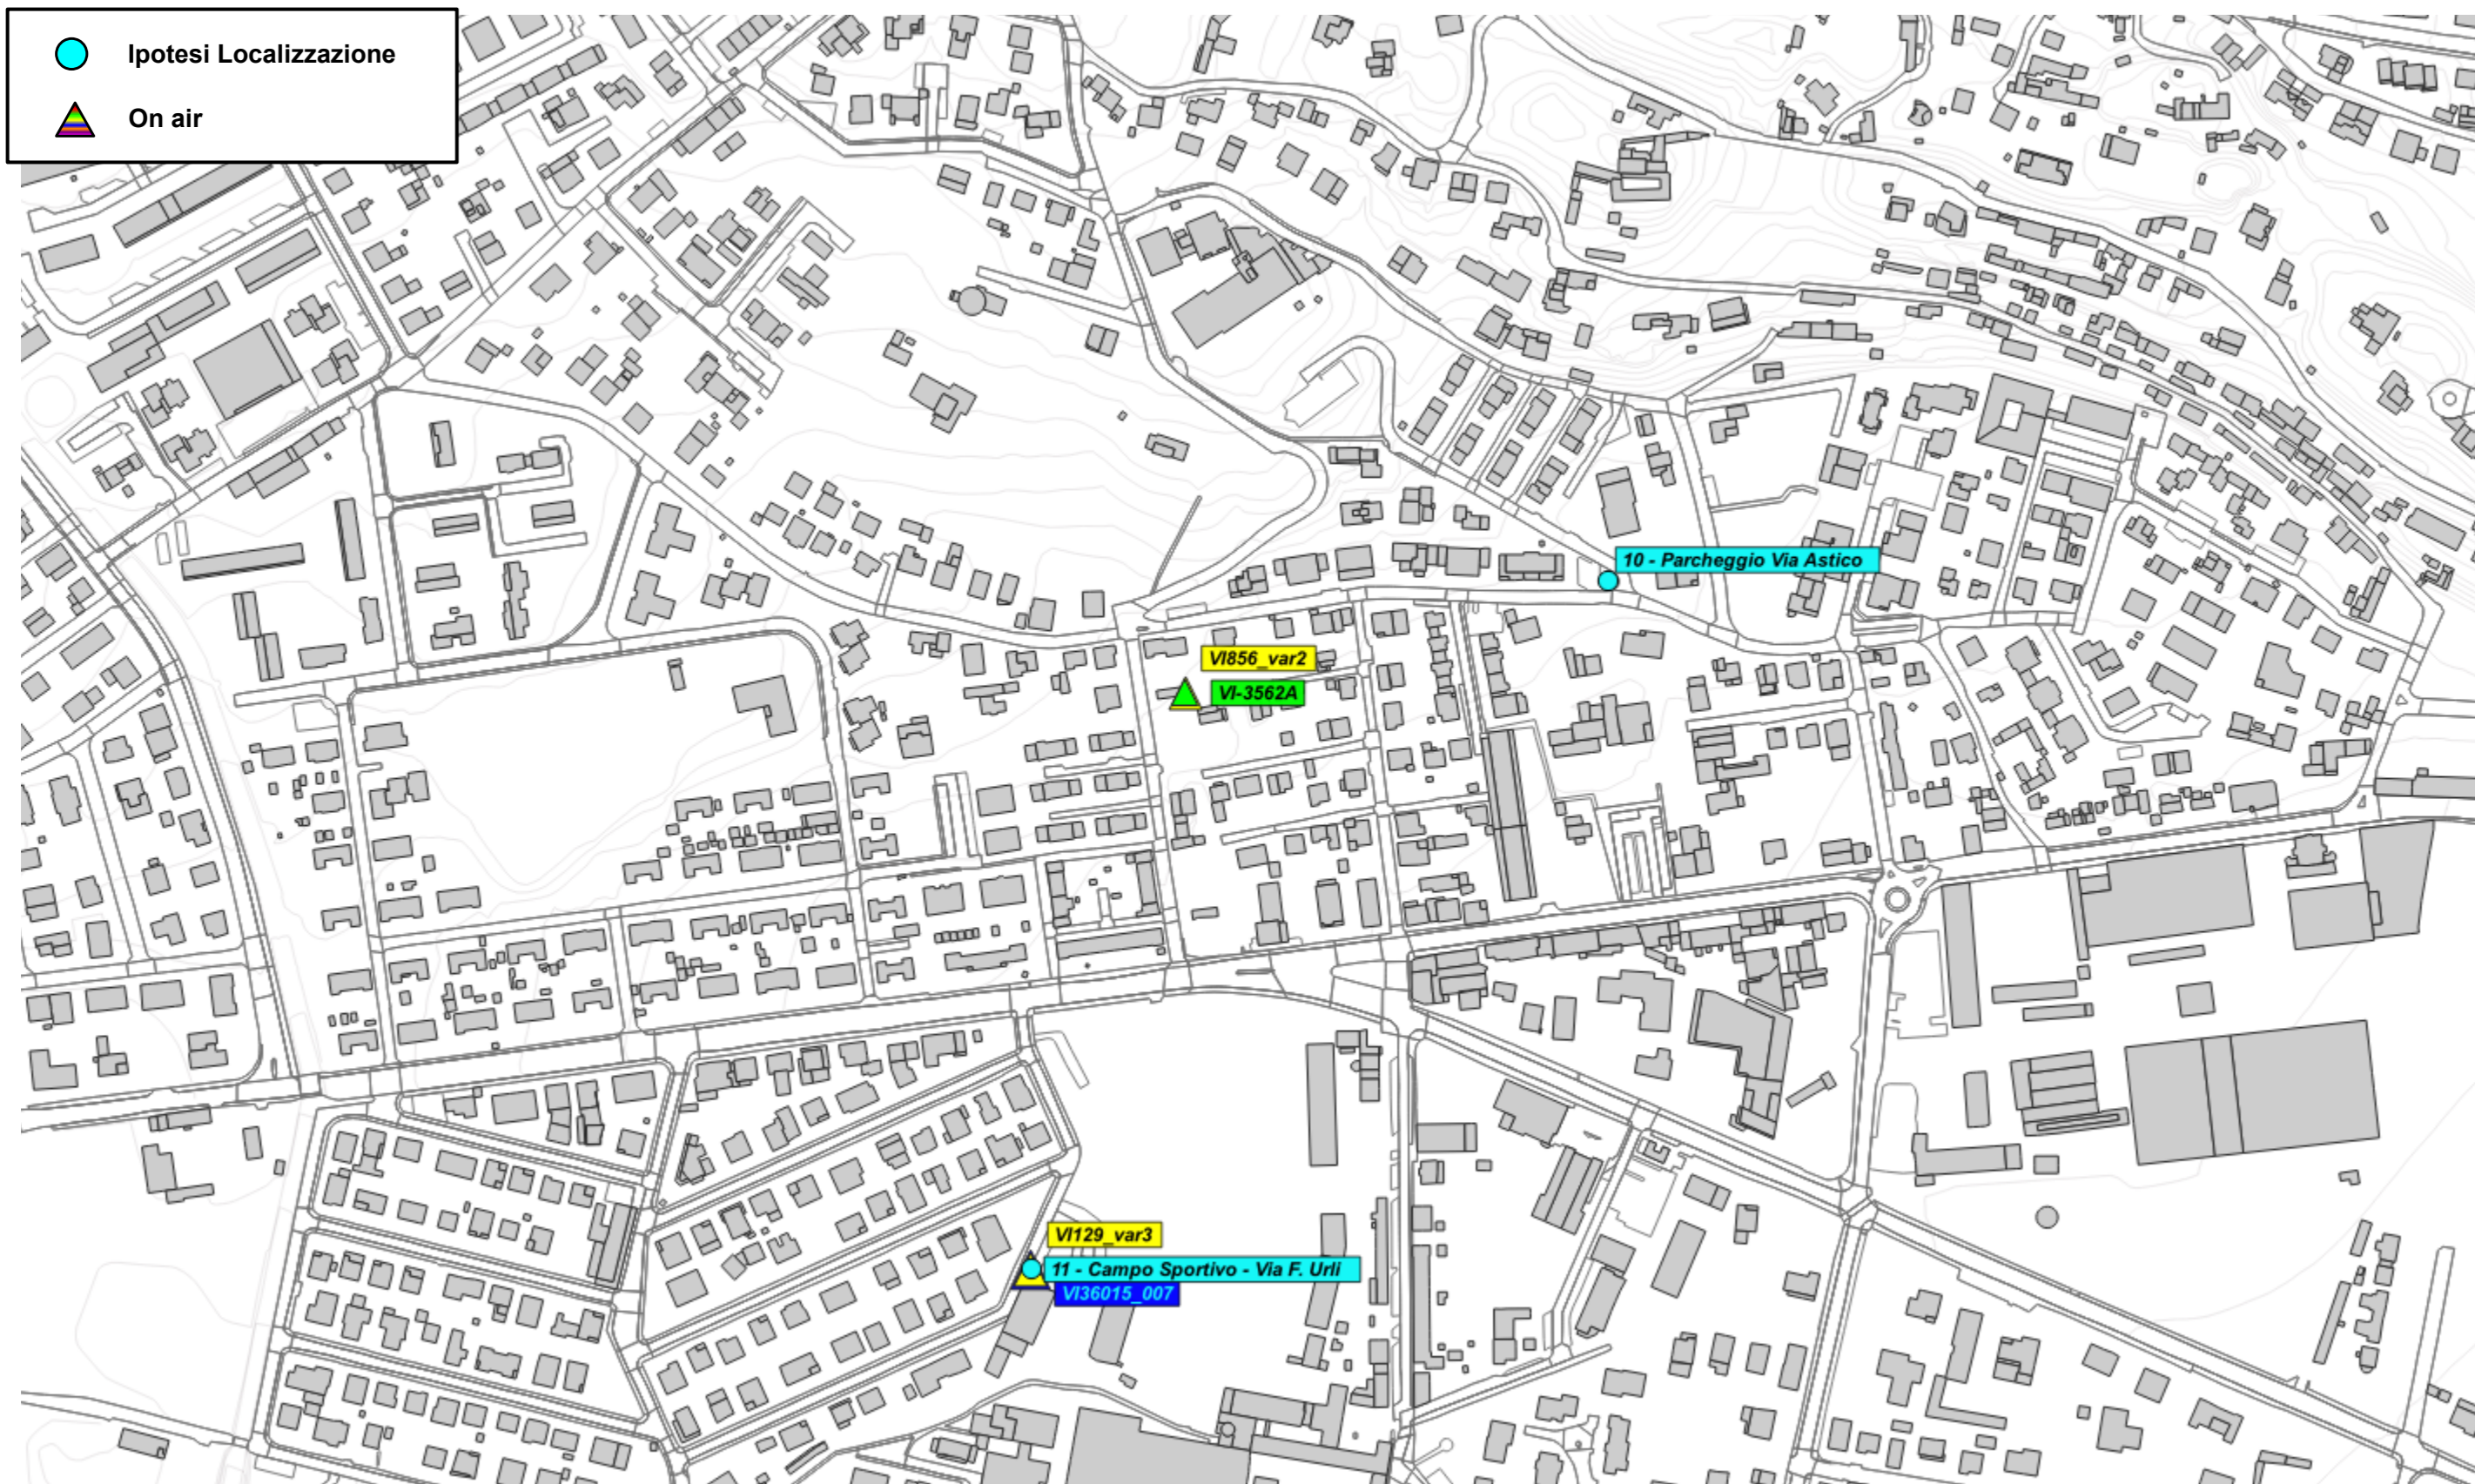 Ipotesi Localizzazione
On air
10 - Parcheggio Via Astico
VI856_var2
VI-3562A
VI129_var3
11 - Campo Sportivo - Via F. Urli
VI36015_007